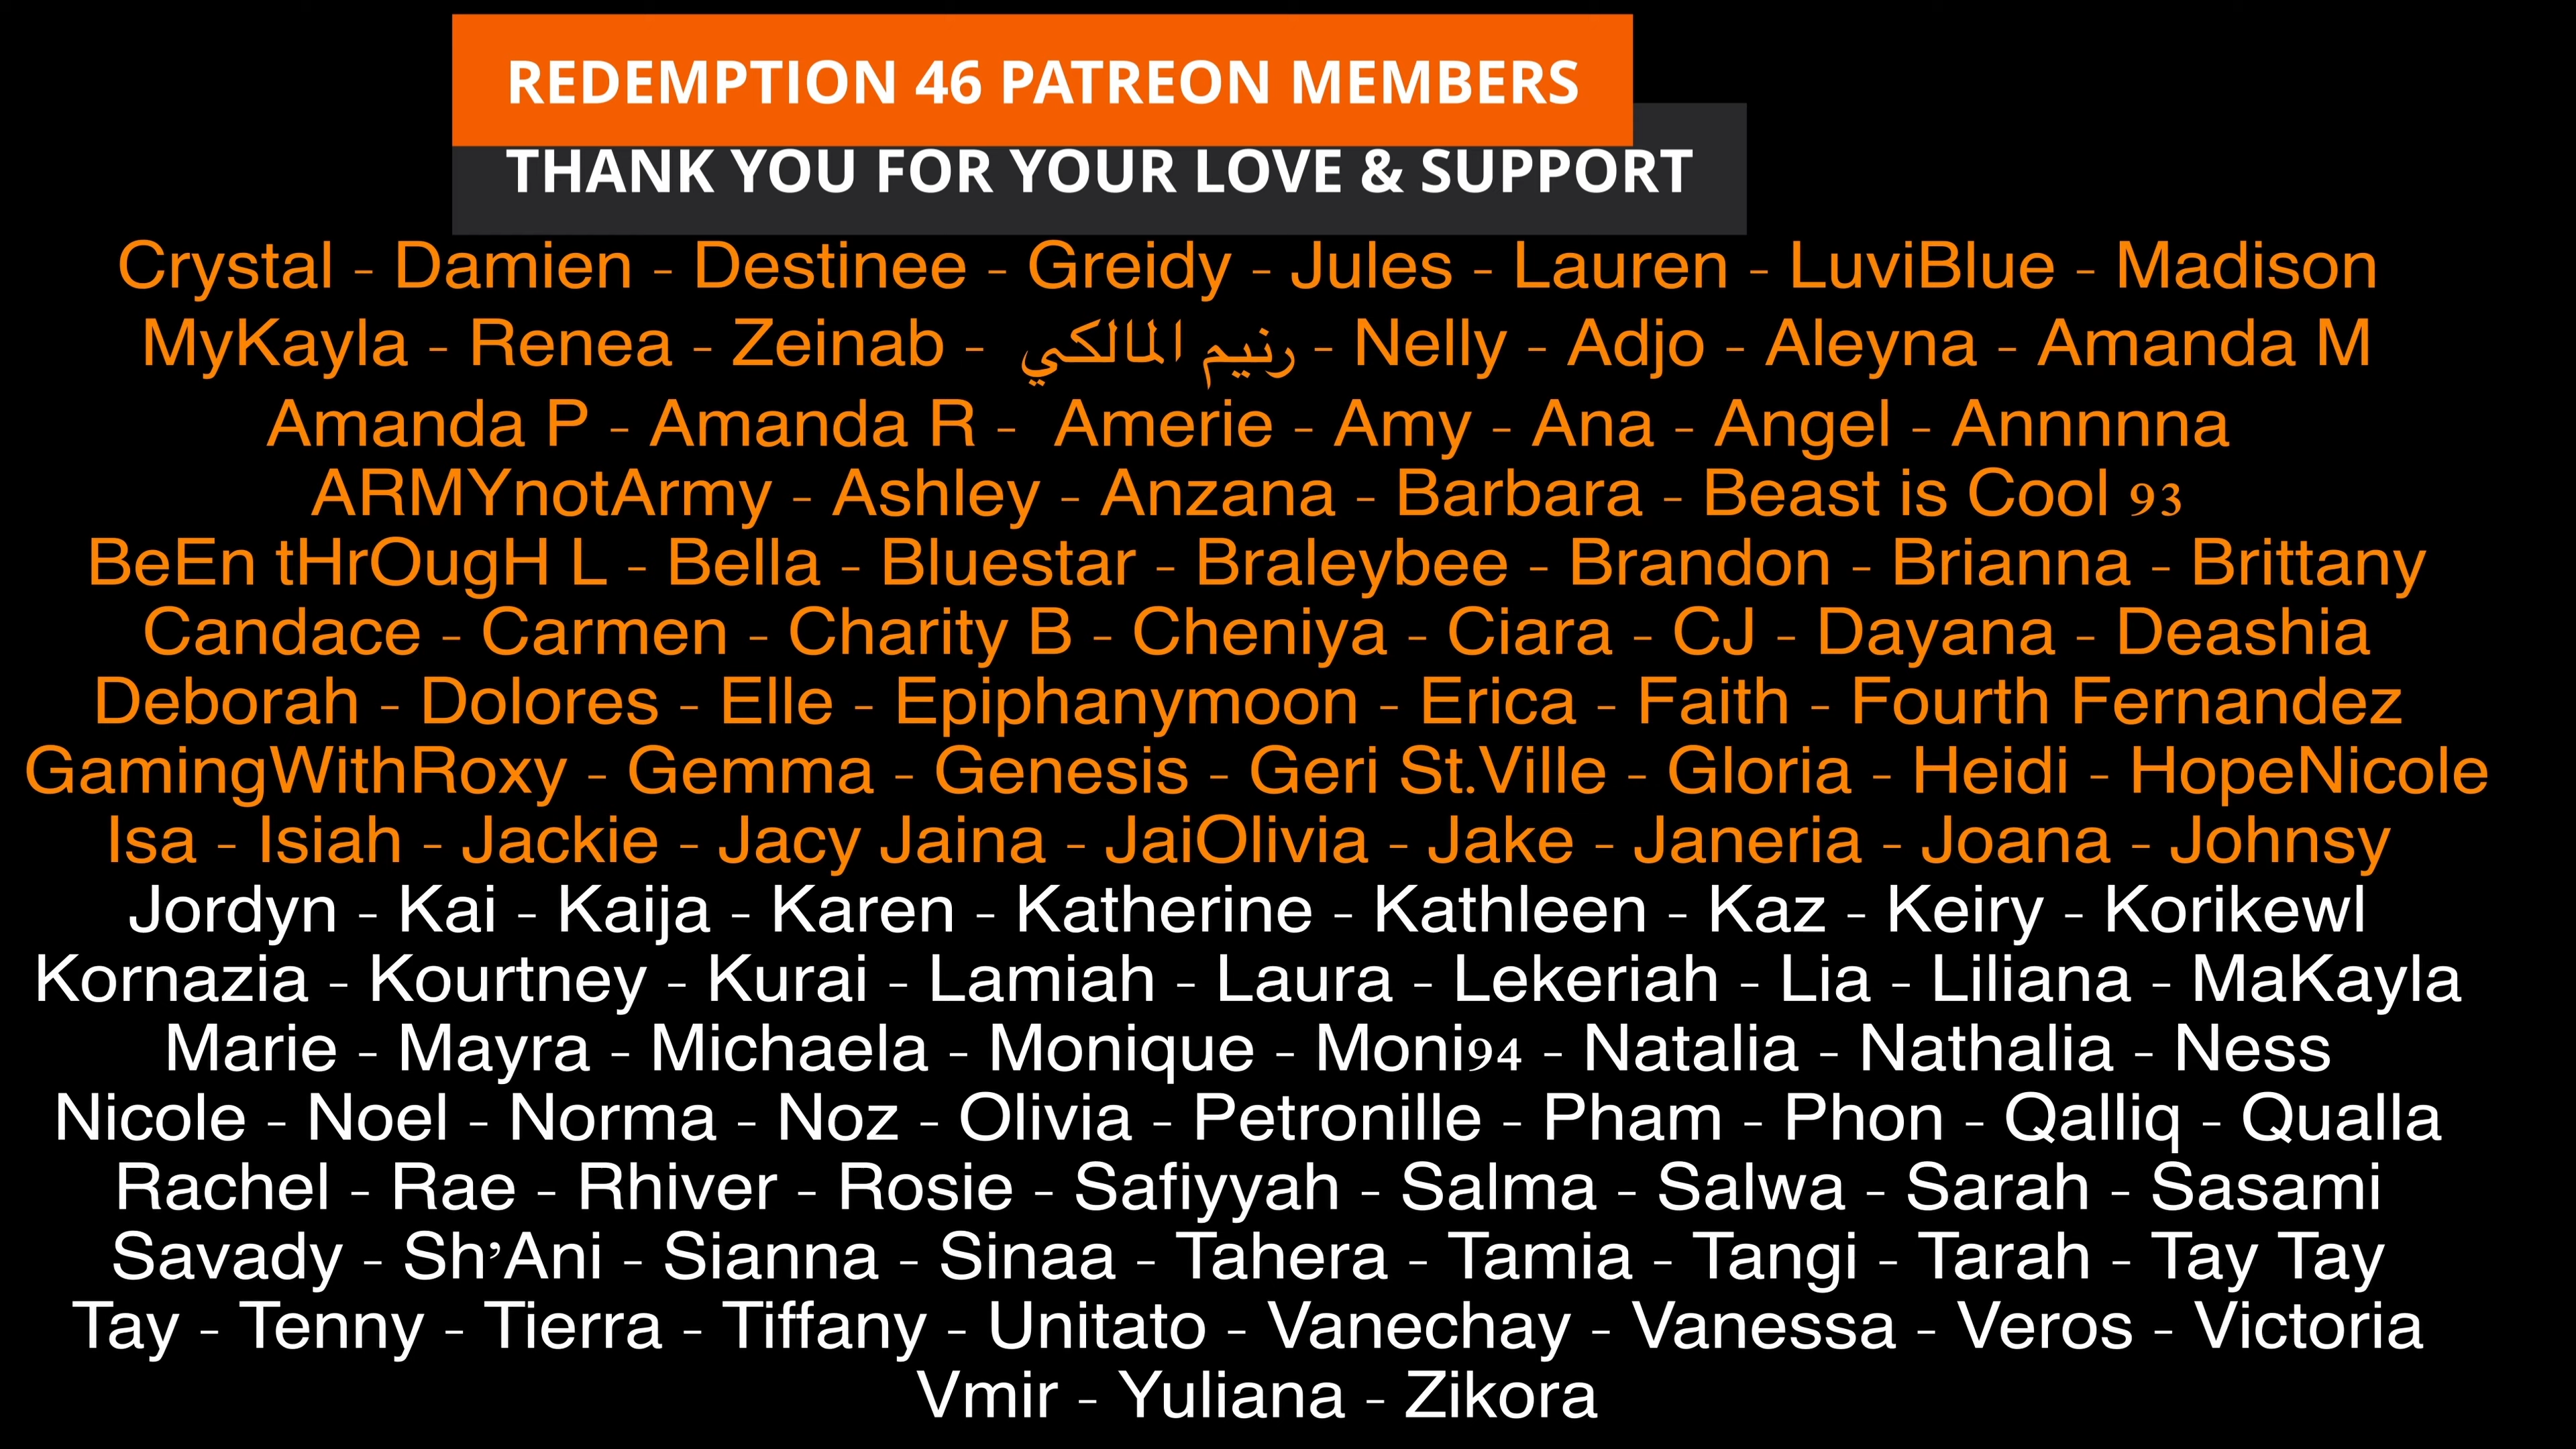 REDEMPTION 46 PATREON MEMBERS
THANK YOU FOR YOUR LOVE & SUPPORT
Crystal - Damien - Destinee - Greidy - Jules - Lauren - LuviBlue - Madison
MyKayla - Renea - Zeinab - رنيم المالكي - Nelly - Adjo - Aleyna - Amanda M
Amanda P - Amanda R - Amerie - Amy - Ana - Angel - Annnnna
ARMYnotArmy - Ashley - Anzana - Barbara - Beast is Cool 93
BeEn tHrOugH L - Bella - Bluestar - Braleybee - Brandon - Brianna - Brittany
Candace - Carmen - Charity B - Cheniya - Ciara - CJ - Dayana - Deashia
Deborah - Dolores - Elle - Epiphanymoon - Erica - Faith - Fourth Fernandez
GamingWithRoxy - Gemma - Genesis - Geri St.Ville - Gloria - Heidi - HopeNicole
Isa - Isiah - Jackie - Jacy Jaina - JaiOlivia - Jake - Janeria - Joana - Johnsy
Jordyn - Kai - Kaija - Karen - Katherine - Kathleen - Kaz - Keiry - Korikewl
Kornazia - Kourtney - Kurai - Lamiah - Laura - Lekeriah - Lia - Liliana - MaKayla
Marie - Mayra - Michaela - Monique - Moni94 - Natalia - Nathalia - Ness
Nicole - Noel - Norma - Noz - Olivia - Petronille - Pham - Phon - Qalliq - Qualla
Rachel - Rae - Rhiver - Rosie - Safiyyah - Salma - Salwa - Sarah - Sasami
Savady - Sh’Ani - Sianna - Sinaa - Tahera - Tamia - Tangi - Tarah - Tay Tay
Tay - Tenny - Tierra - Tiffany - Unitato - Vanechay - Vanessa - Veros - Victoria
Vmir - Yuliana - Zikora